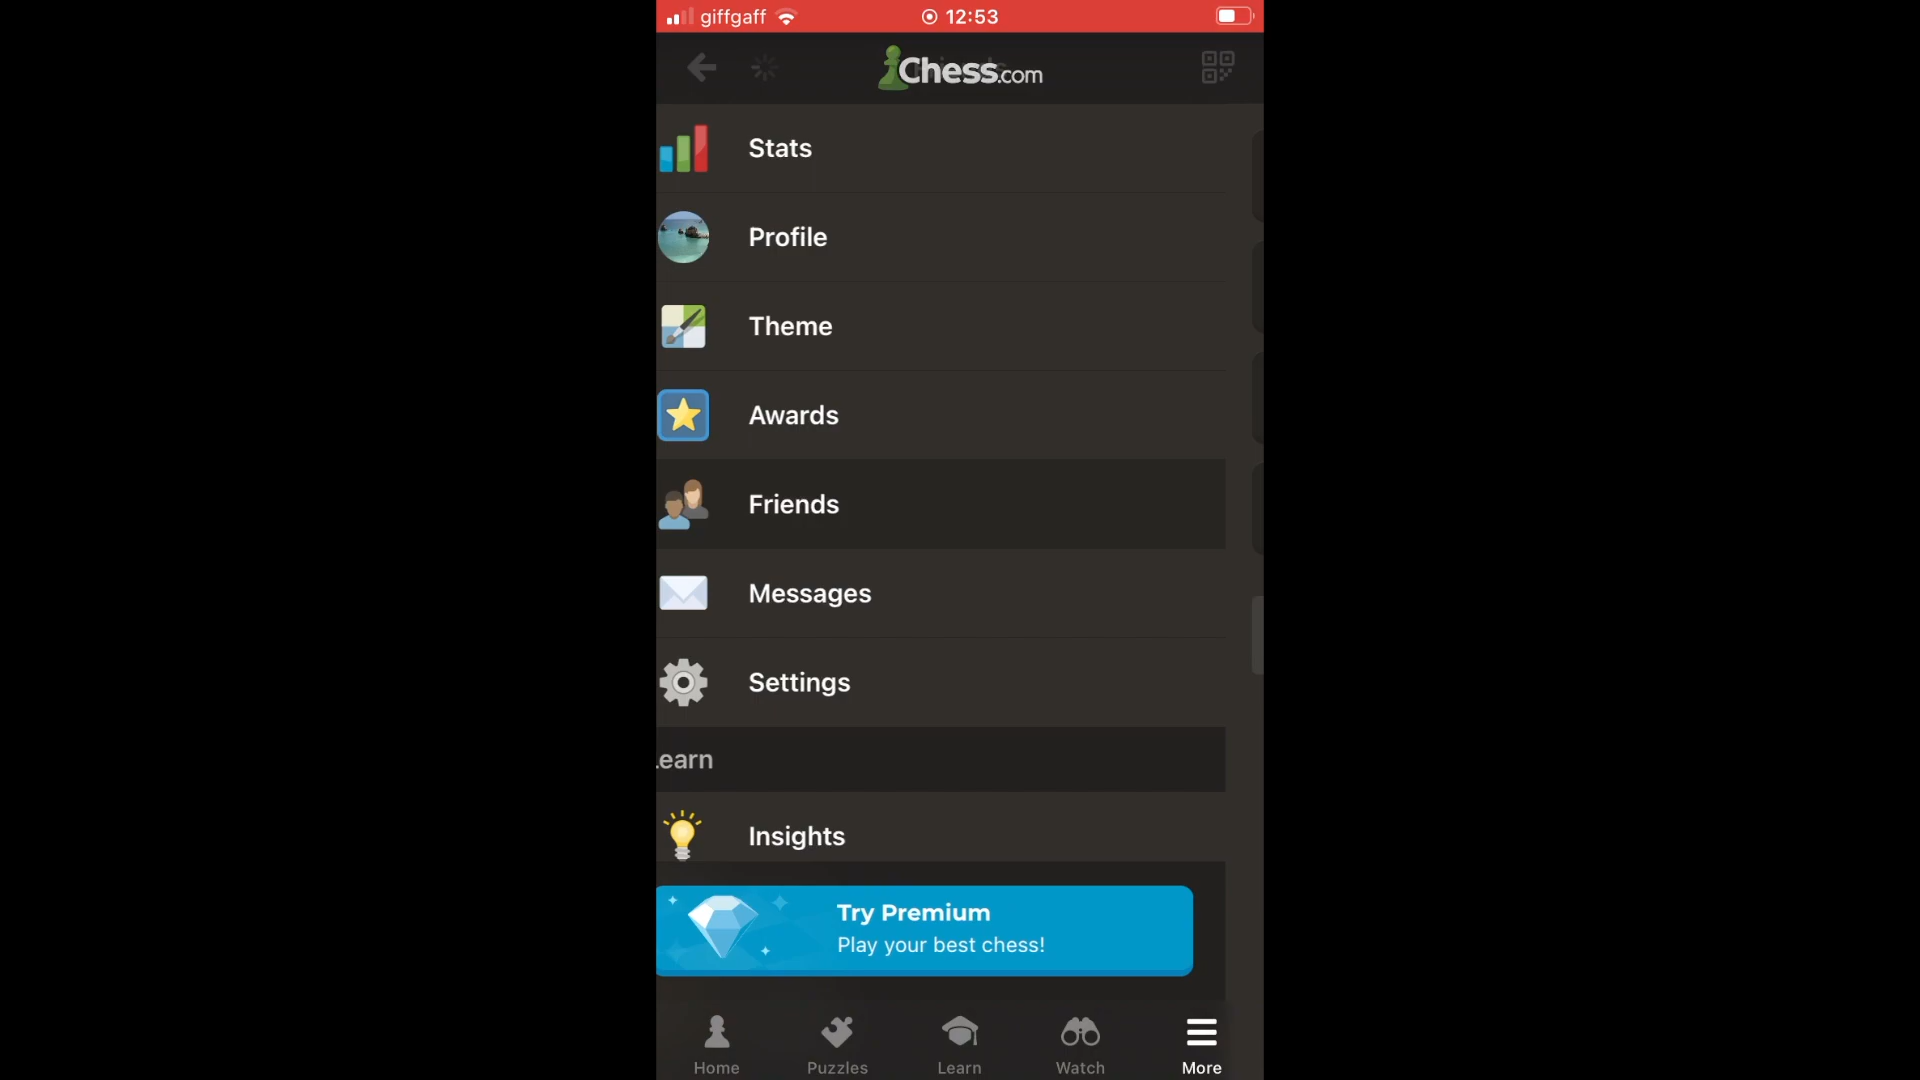 giffgaff
12:53
Chess.com
Stats
Profile
Theme
Awards
Friends
Messages
Settings
earn
Insights
Try Premium
Play your best chess!
Home
Puzzles
Learn
Watch
More